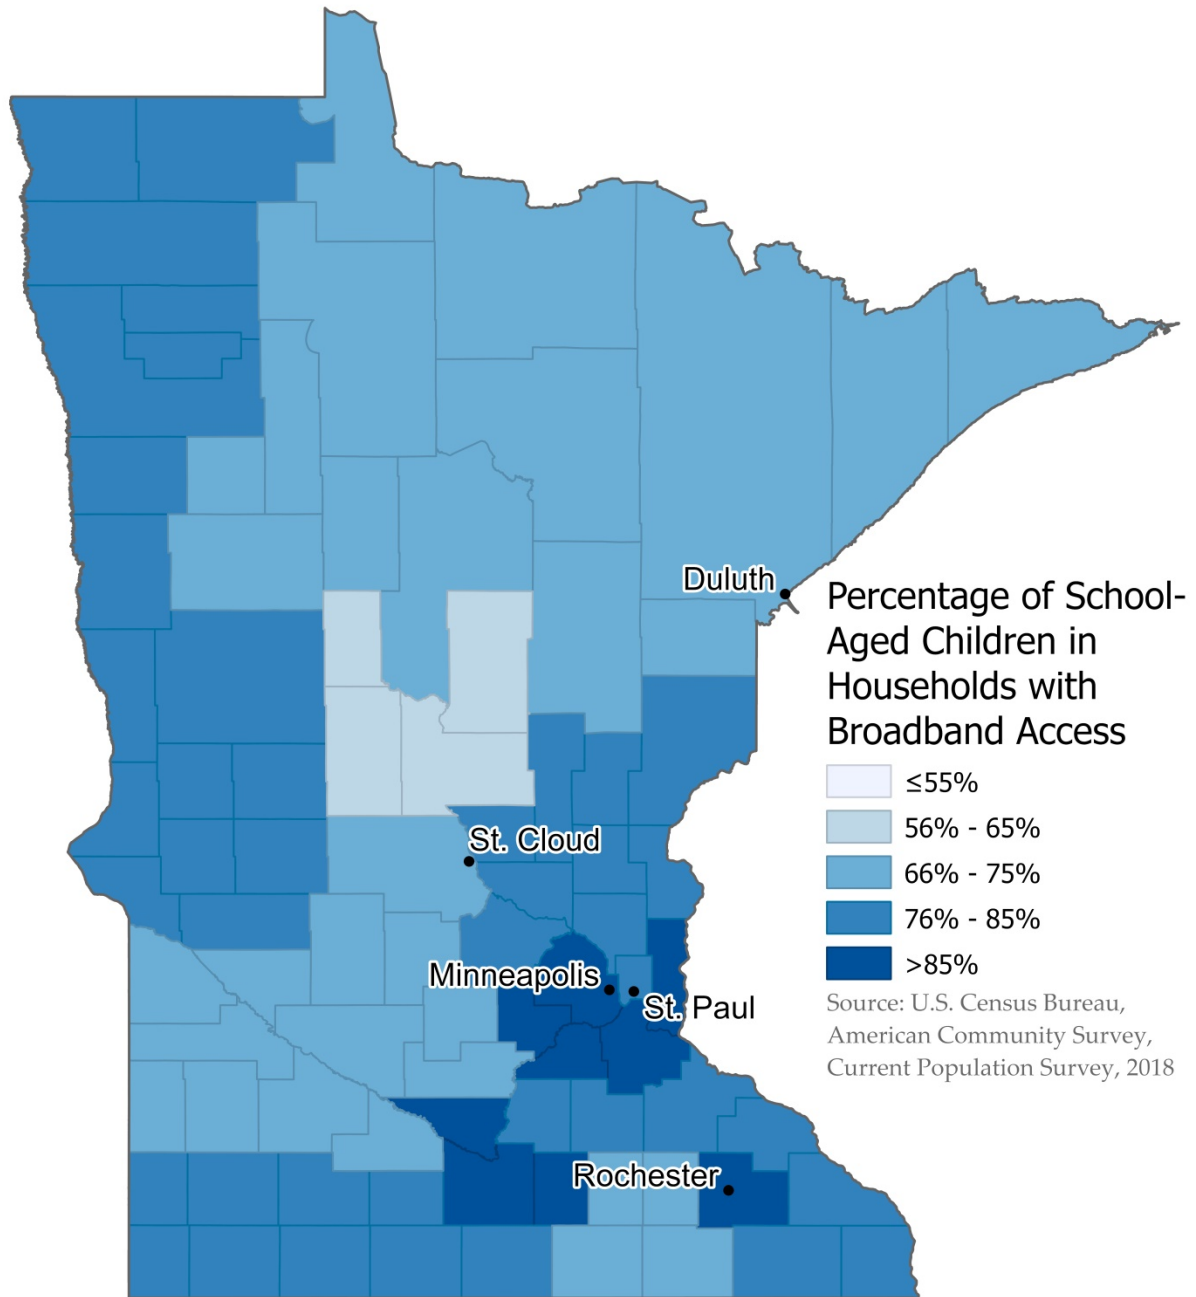 Duluth
Percentage of School-
Aged Children in
Households with
Broadband Access
≤55%
St. Cloud
56% - 65%
66% - 75%
76% - 85%
Minneapolis
>85%
St. Paul
Source: U.S. Census Bureau,
American Community Survey,
Current Population Survey, 2018
Rochester